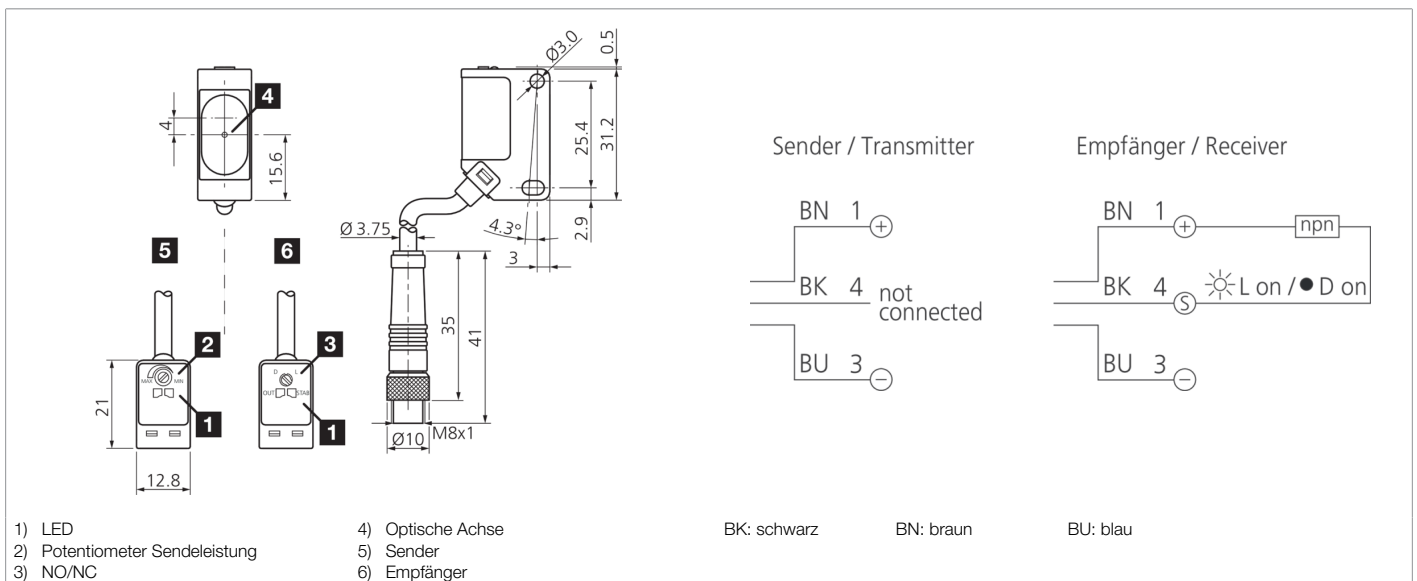 4
4
15.6
Ø3.0
0.5
25.4
31.2
2.9
4.3°
3
Ø 3.75
35
41
M8x1
Ø10
5
6
2
MAX MIN
1
21
12.8
3
D L
OUT STAB
1
Sender / Transmitter
BN 1 +
BK 4 not connected
BU 3 −
Empfänger / Receiver
BN 1 + npn
BK 4 S L on / D on
BU 3 −
1) LED
2) Potentiometer Sendeleistung
3) NO/NC
4) Optische Achse
5) Sender
6) Empfänger
BK: schwarz BN: braun BU: blau